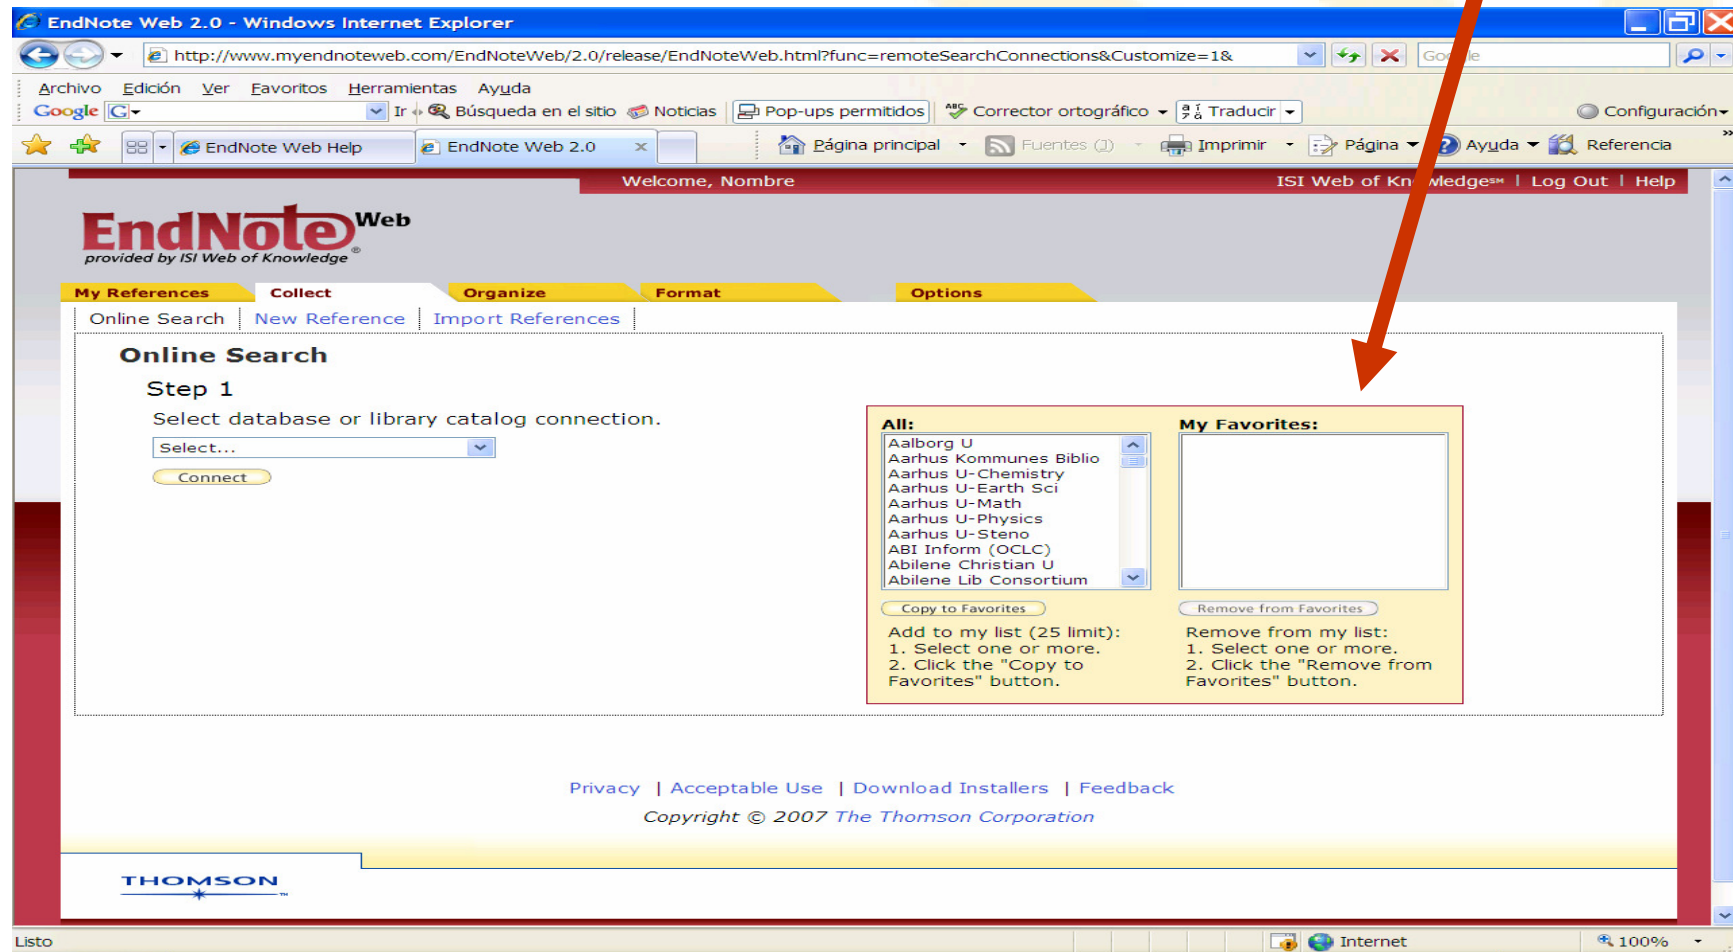 EndNote Web 2.0 - Windows Internet Explorer
http://www.myendnoteweb.com/EndNoteWeb/2.0/release/EndNoteWeb.html?func=remoteSearchConnections&Customize=1&
Archivo Edición Ver Favoritos Herramientas Ayuda
Google G Ir Búsqueda en el sitio Noticias Pop-ups permitidos Corrector ortográfico Traducir Configuración
EndNote Web Help EndNote Web 2.0 Página principal Fuentes (J) Imprimir Página Ayuda Referencia
Welcome, Nombre ISI Web of Knowledge℠ | Log Out | Help
EndNote Web
provided by ISI Web of Knowledge®
My References Collect Organize Format Options
Online Search New Reference Import References
Online Search
Step 1
Select database or library catalog connection.
Select...
Connect
All:
Aalborg U
Aarhus Kommunes Biblio
Aarhus U-Chemistry
Aarhus U-Earth Sci
Aarhus U-Math
Aarhus U-Physics
Aarhus U-Steno
ABI Inform (OCLC)
Abilene Christian U
Abilene Lib Consortium
Copy to Favorites
Add to my list (25 limit):
1. Select one or more.
2. Click the "Copy to
Favorites" button.
My Favorites:
Remove from Favorites
Remove from my list:
1. Select one or more.
2. Click the "Remove from
Favorites" button.
Privacy | Acceptable Use | Download Installers | Feedback
Copyright © 2007 The Thomson Corporation
THOMSON
Listo Internet 100%